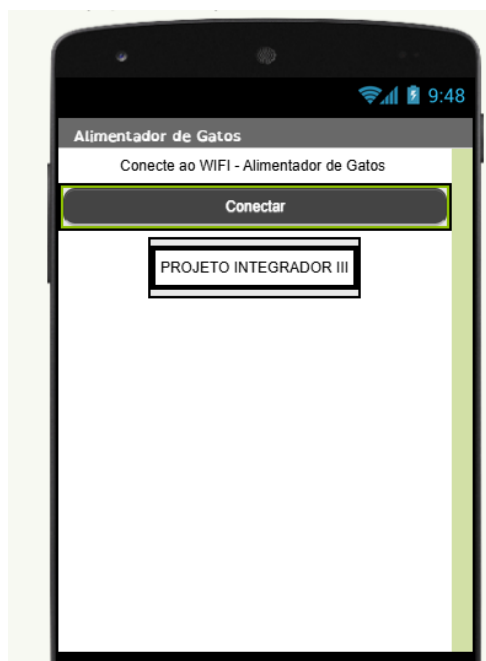 9:48
Alimentador de Gatos
Conecte ao WIFI - Alimentador de Gatos
Conectar
PROJETO INTEGRADOR III